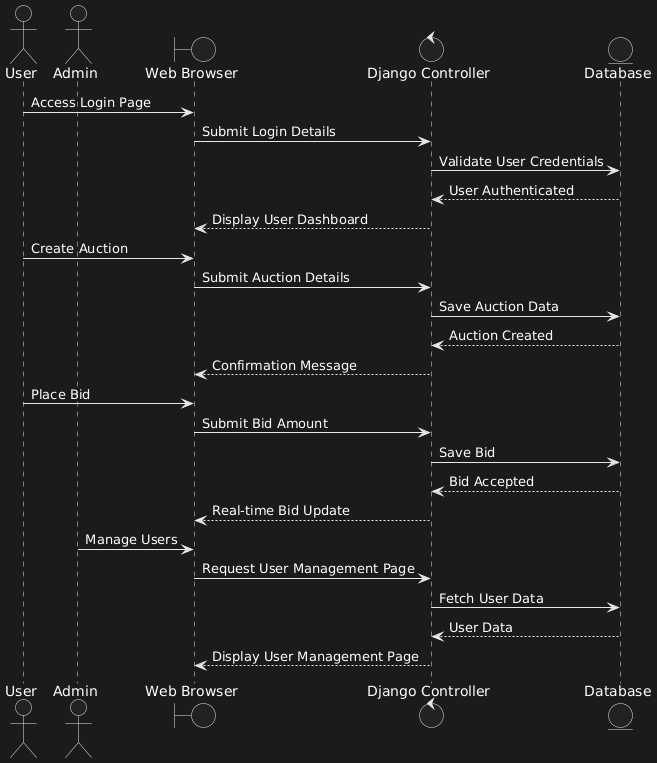 User Admin Web Browser Django Controller Database
Access Login Page
Submit Login Details
Validate User Credentials
User Authenticated
Display User Dashboard
Create Auction
Submit Auction Details
Save Auction Data
Auction Created
Confirmation Message
Place Bid
Submit Bid Amount
Save Bid
Bid Accepted
Real-time Bid Update
Manage Users
Request User Management Page
Fetch User Data
User Data
Display User Management Page
User Admin Web Browser Django Controller Database